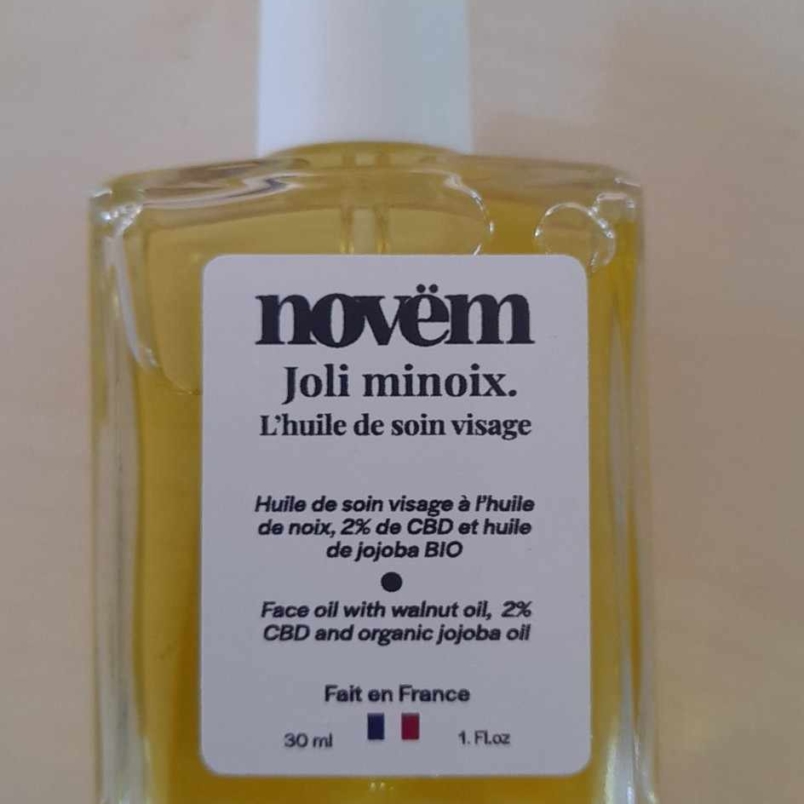 novëm
Joli minoix.
L'huile de soin visage
Huile de soin visage à l'huile
de noix, 2% de CBD et huile
de jojoba BIO
Face oil with walnut oil, 2%
CBD and organic jojoba oil
Fait en France
30 ml 1. Fl.oz